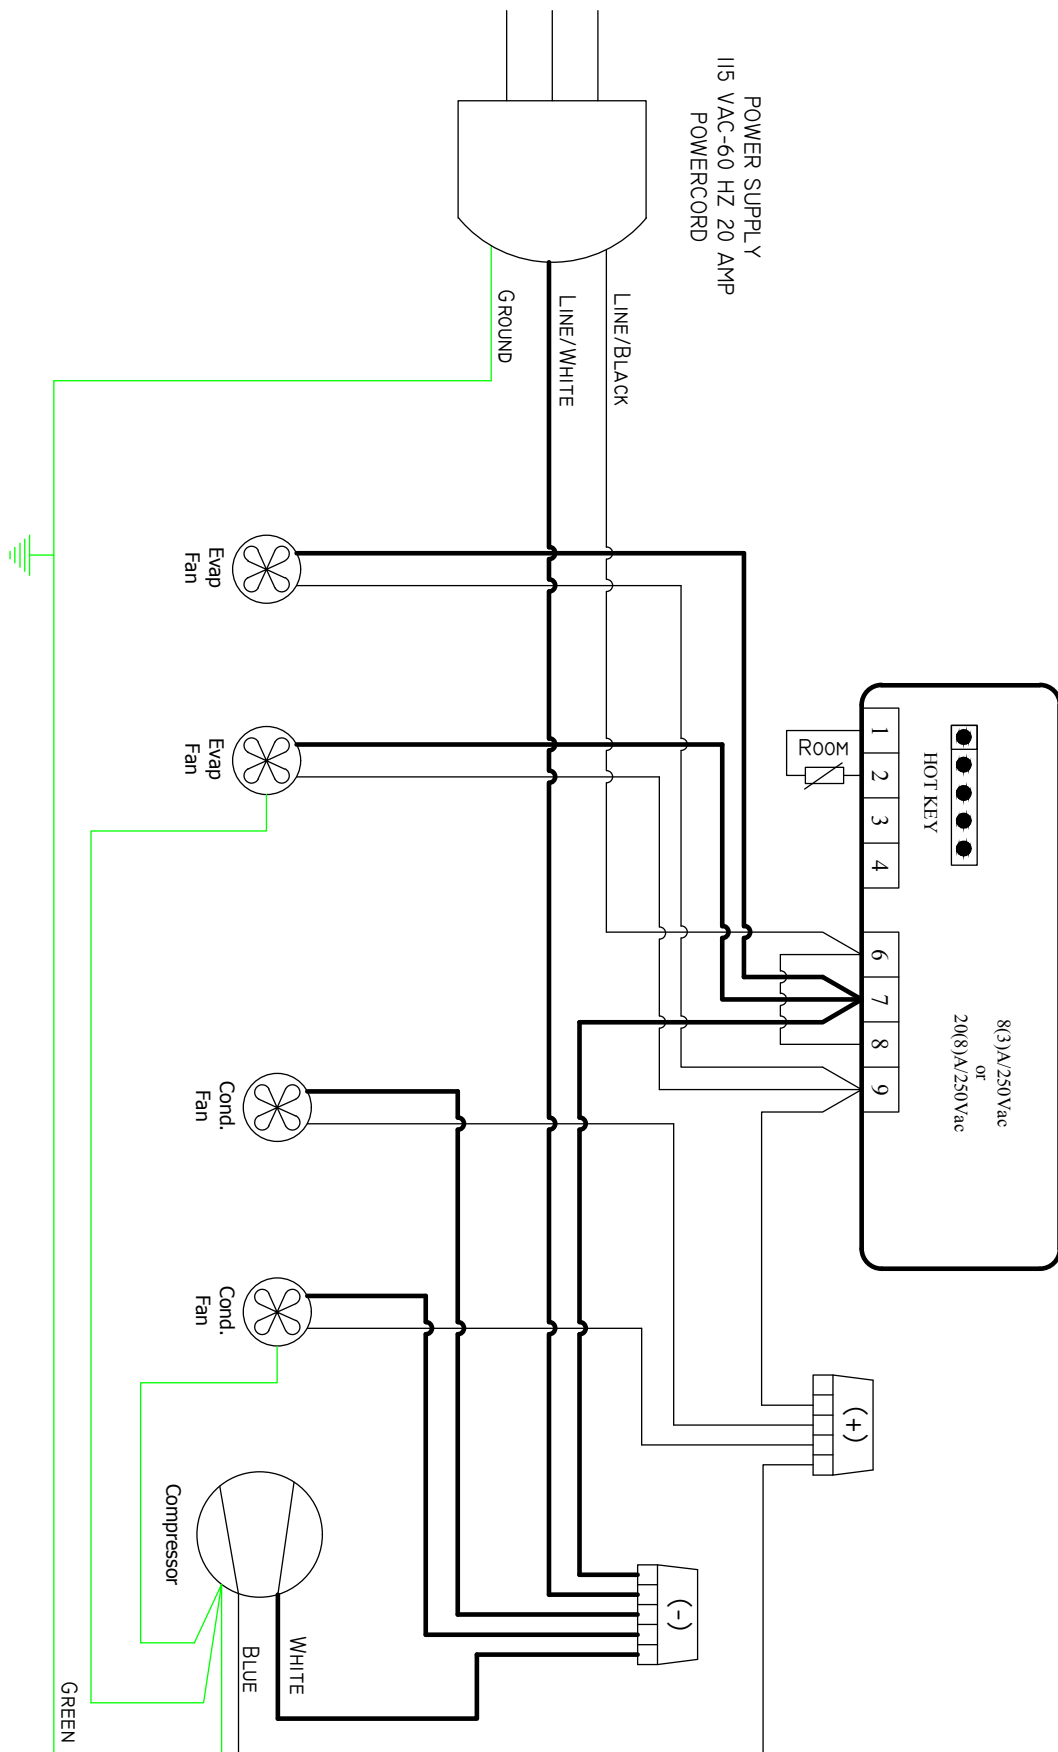 POWER SUPPLY
115 VAC-60 HZ 20 AMP
POWERCORD
LINE/BLACK
LINE/WHITE
GROUND
HOT KEY
8(3)A/250Vac
or
20(8)A/250Vac
1
2
3
4
6
7
8
9
ROOM
Evap
Fan
Evap
Fan
Cond.
Fan
Cond.
Fan
(+)
(-)
Compressor
WHITE
BLUE
GREEN